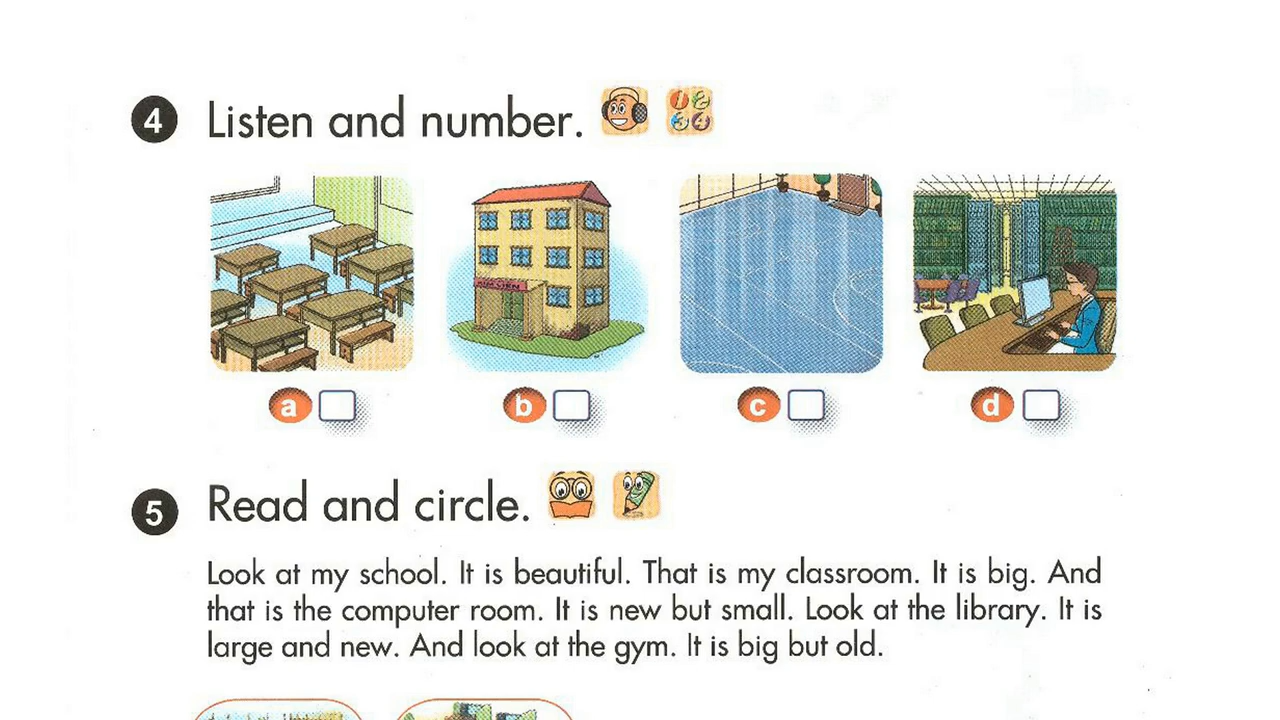 4 Listen and number.
a b c d
5 Read and circle.
Look at my school. It is beautiful. That is my classroom. It is big. And
that is the computer room. It is new but small. Look at the library. It is
large and new. And look at the gym. It is big but old.